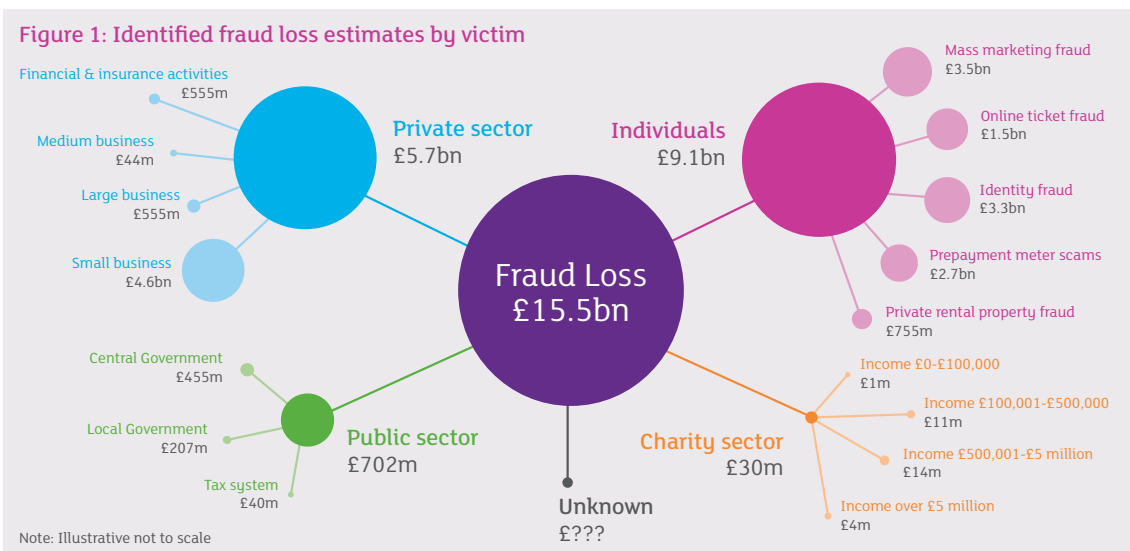 Figure 1: Identified fraud loss estimates by victim
Financial & insurance activities
£555m
Medium business
£44m
Large business
£555m
Small business
£4.6bn
Private sector
£5.7bn
Individuals
£9.1bn
Mass marketing fraud
£3.5bn
Online ticket fraud
£1.5bn
Identity fraud
£3.3bn
Prepayment meter scams
£2.7bn
Private rental property fraud
£755m
Fraud Loss
£15.5bn
Central Government
£455m
Local Government
£207m
Tax system
£40m
Public sector
£702m
Unknown
£???
Charity sector
£30m
Income £0-£100,000
£1m
Income £100,001-£500,000
£11m
Income £500,001-£5 million
£14m
Income over £5 million
£4m
Note: Illustrative not to scale